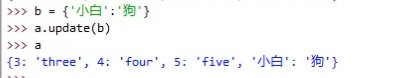 >>> b = {'小白':'狗'}
>>> a.update(b)
>>> a
{3: 'three', 4: 'four', 5: 'five', '小白': '狗'}